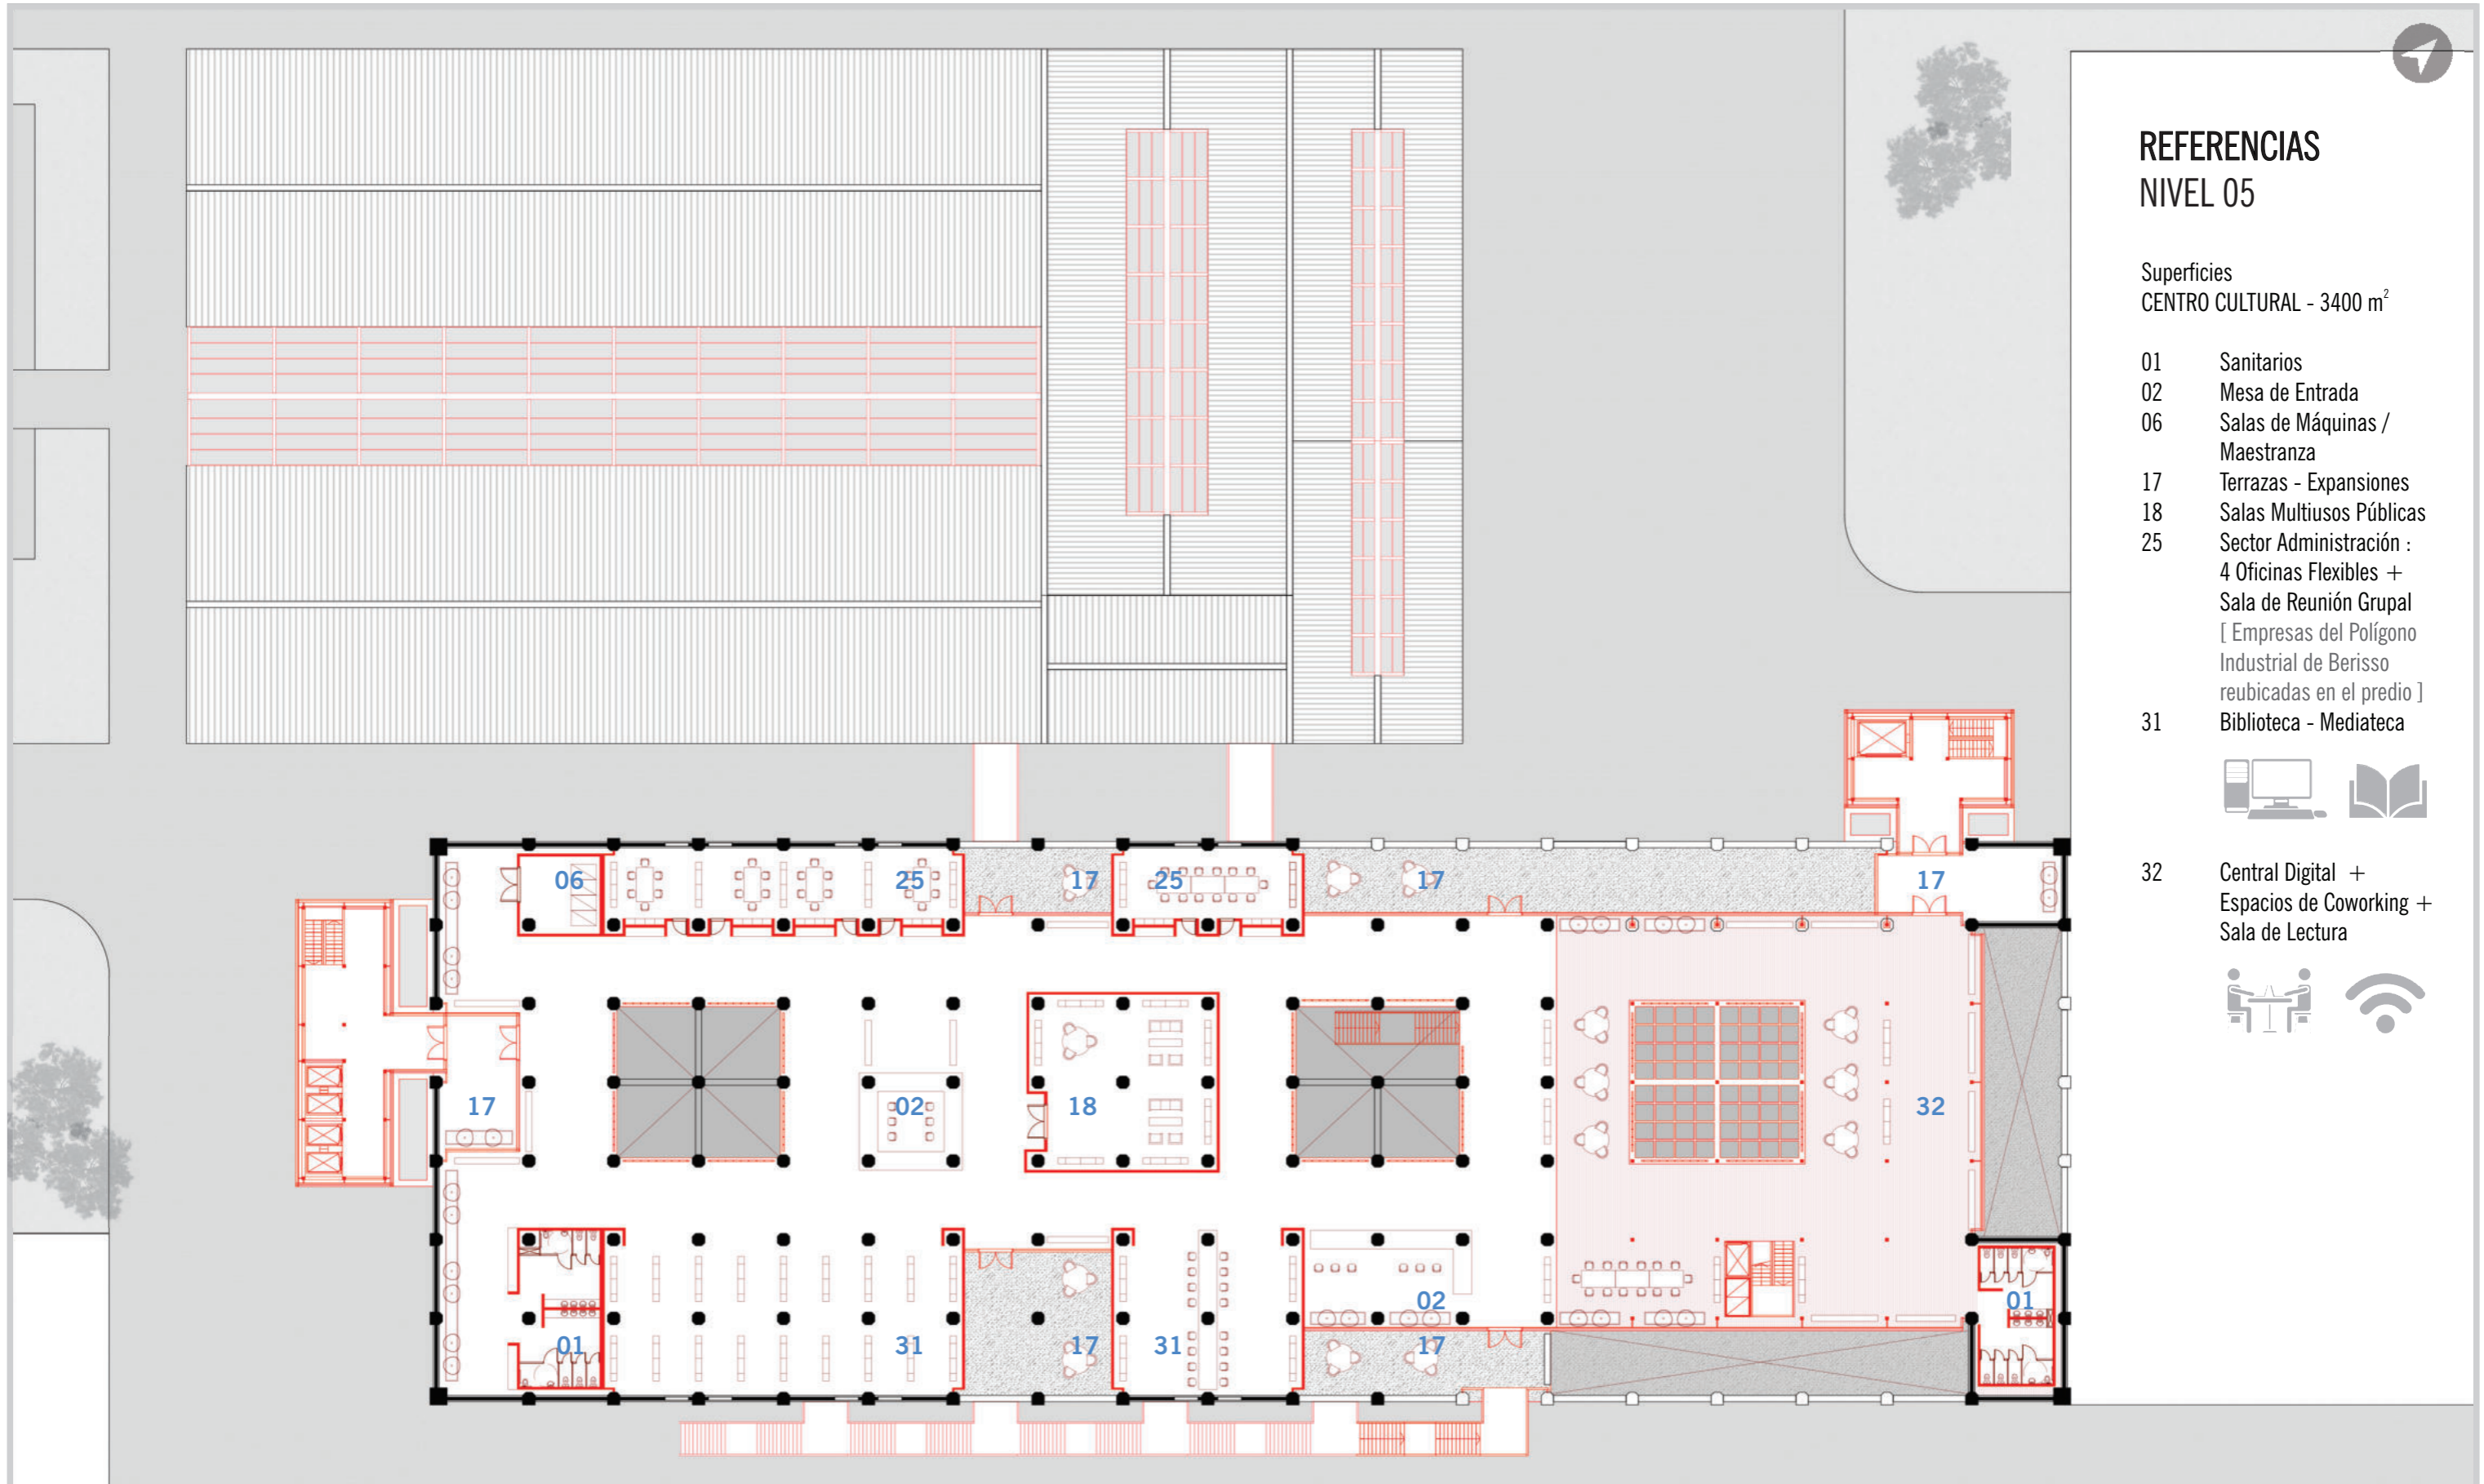 REFERENCIAS
NIVEL 05
Superficies
CENTRO CULTURAL - 3400 m²
01 Sanitarios
02 Mesa de Entrada
06 Salas de Máquinas /
Maestranza
17 Terrazas - Expansiones
18 Salas Multiusos Públicas
25 Sector Administración :
4 Oficinas Flexibles +
Sala de Reunión Grupal
[ Empresas del Polígono
Industrial de Berisso
reubicadas en el predio ]
31 Biblioteca - Mediateca
32 Central Digital +
Espacios de Coworking +
Sala de Lectura
06
25
17
25
17
17
17
02
18
32
02
01
01
31
17
31
17